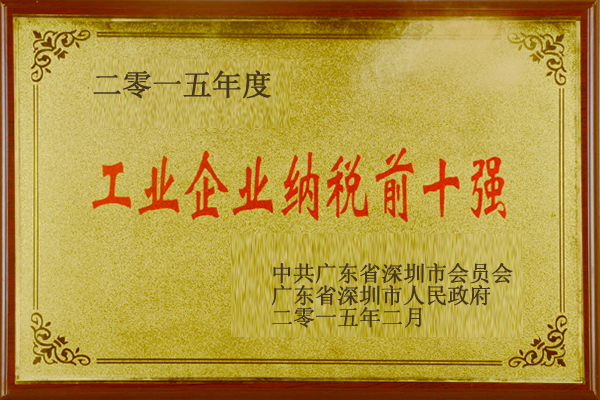 二零一五年度
工业企业纳税前十强
中共广东省深圳市会员会
广东省深圳市人民政府
二零一五年二月